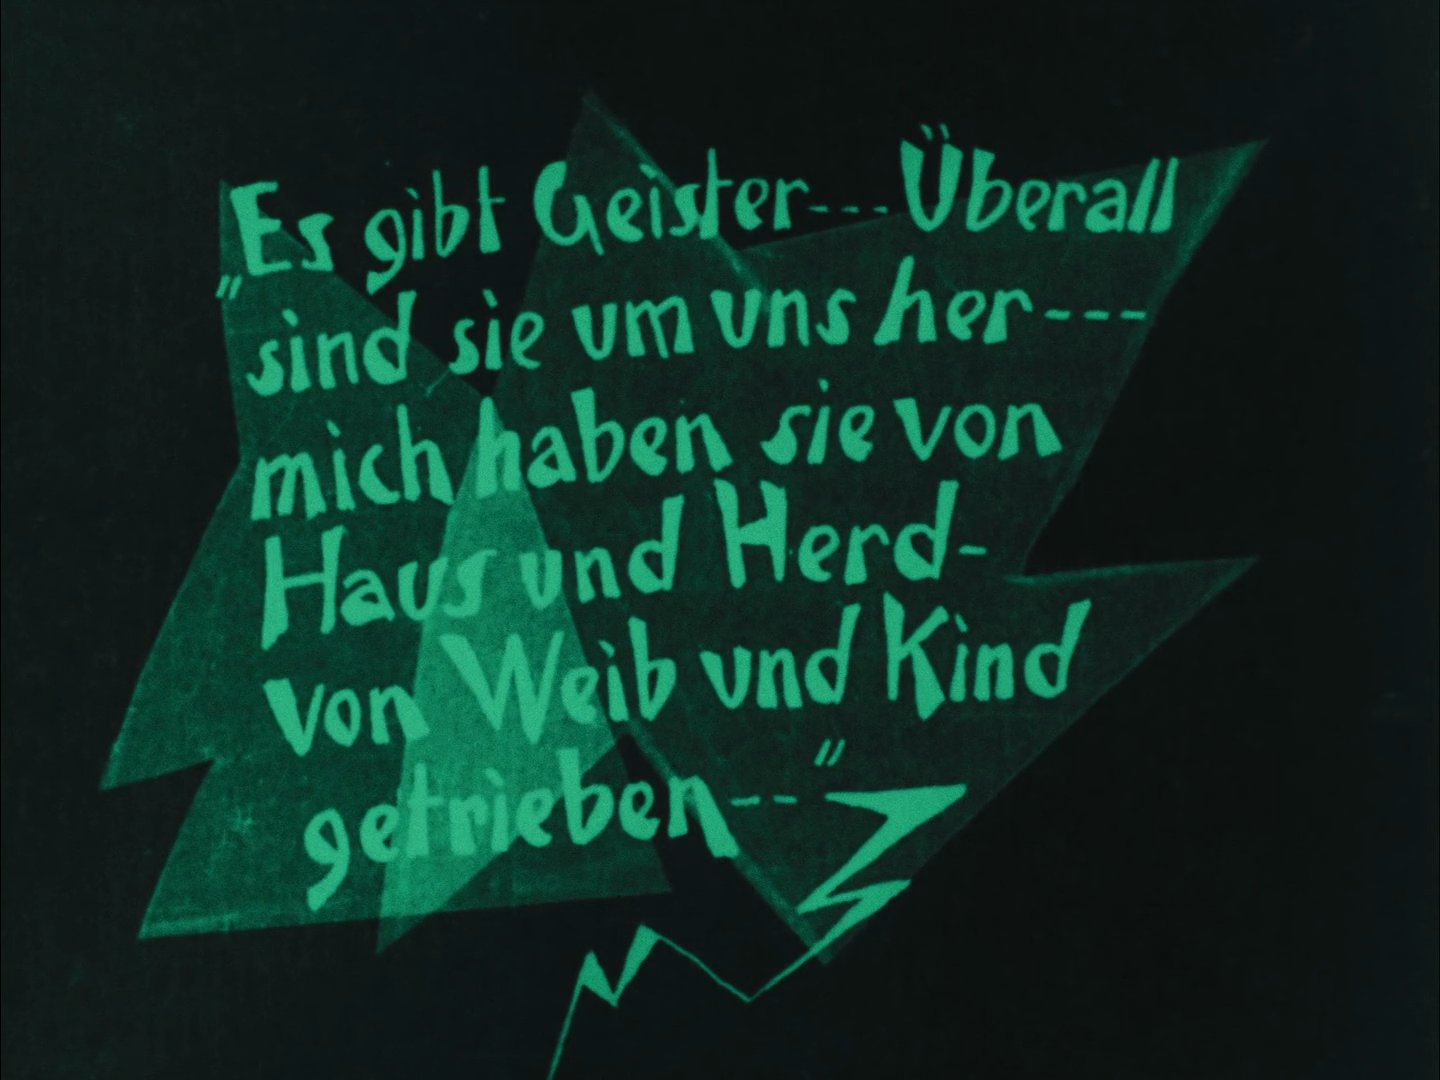 „Es gibt Geister--- Überall
sind sie um uns her---
mich haben sie von
Haus und Herd-
von Weib und Kind
getrieben--"